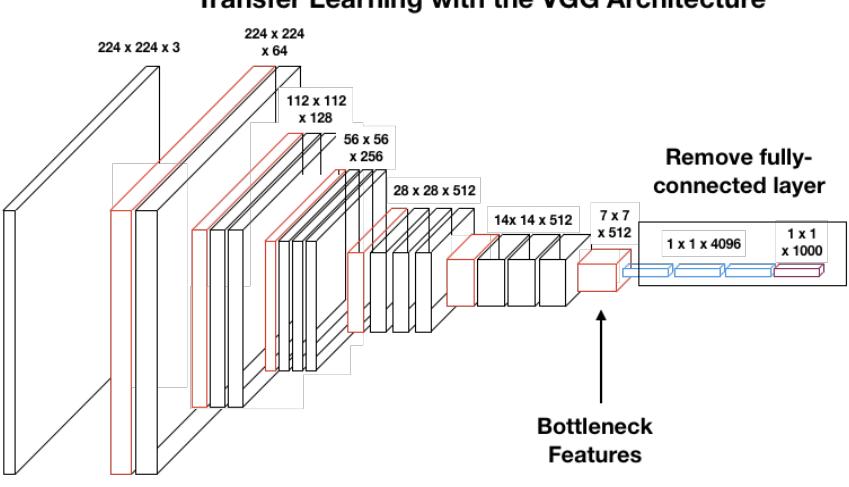 Transfer Learning with the VGG Architecture
224 x 224 x 3
224 x 224
x 64
112 x 112
x 128
56 x 56
x 256
28 x 28 x 512
14x 14 x 512
7 x 7
x 512
Remove fully-
connected layer
1 x 1 x 4096
1 x 1
x 1000
Bottleneck
Features